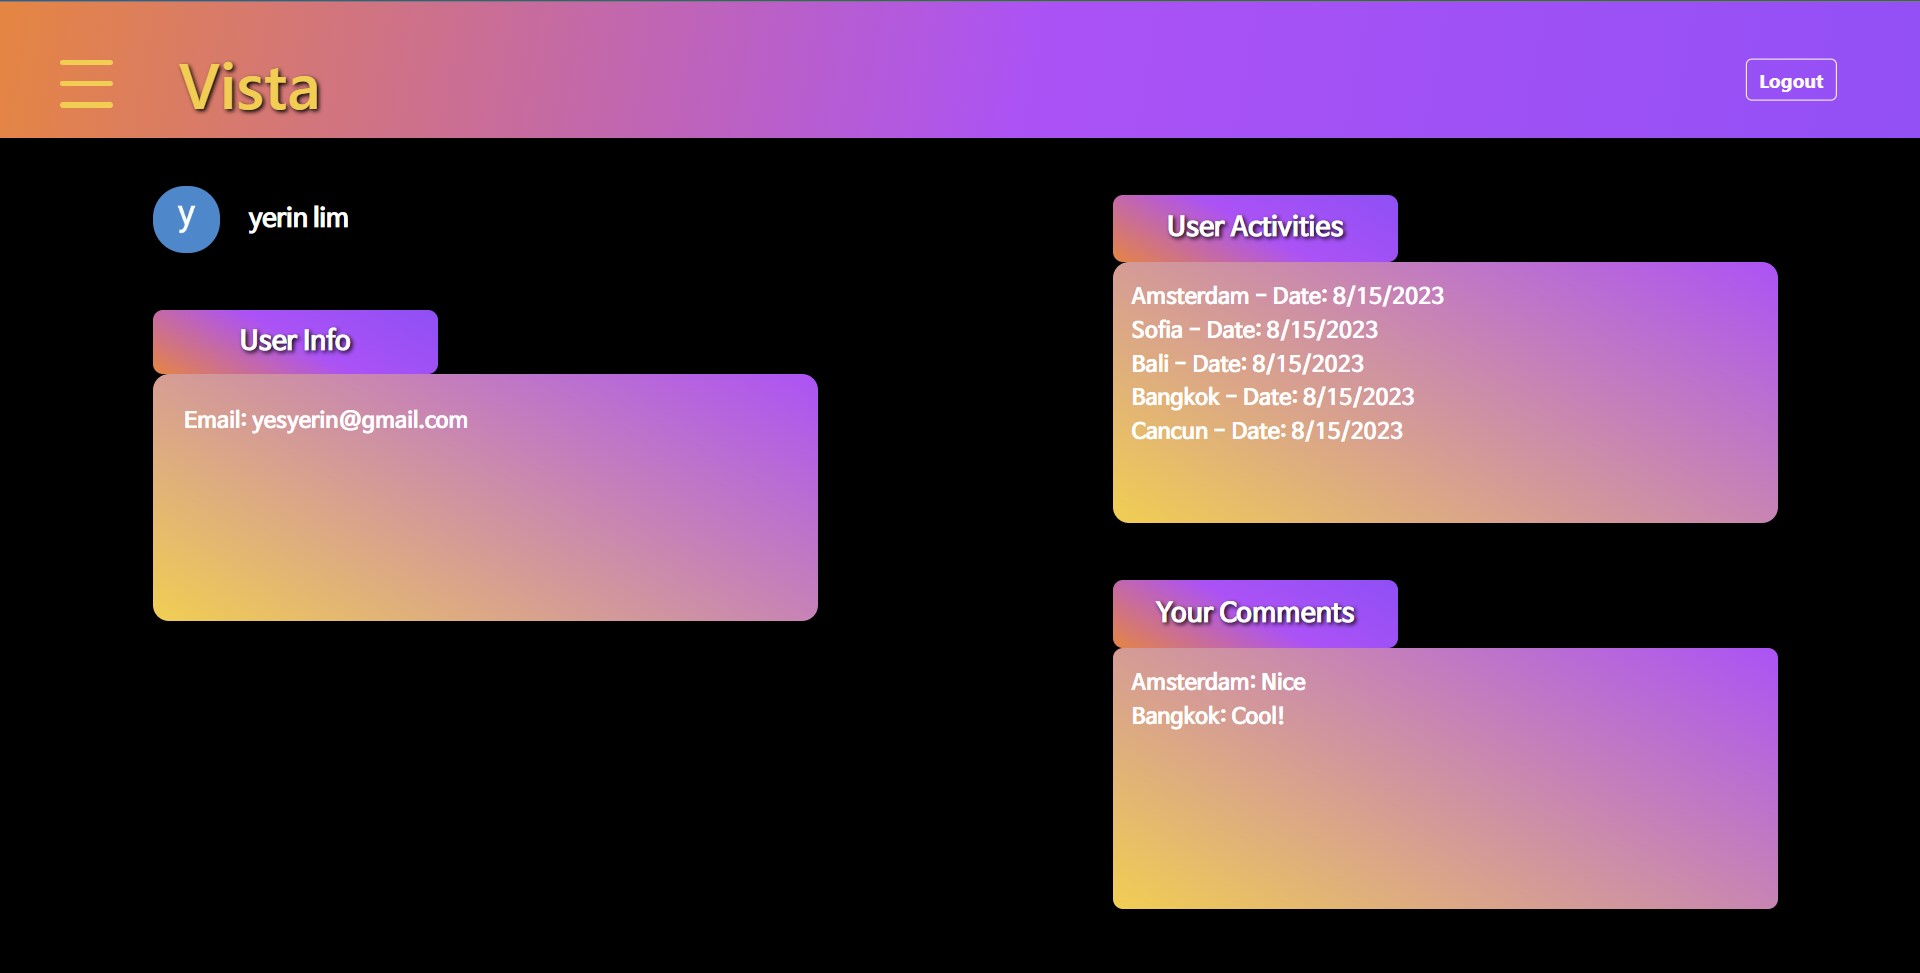 Vista
Logout
y
yerin lim
User Info
Email: yesyerin@gmail.com
User Activities
Amsterdam - Date: 8/15/2023
Sofia - Date: 8/15/2023
Bali - Date: 8/15/2023
Bangkok - Date: 8/15/2023
Cancun - Date: 8/15/2023
Your Comments
Amsterdam: Nice
Bangkok: Cool!